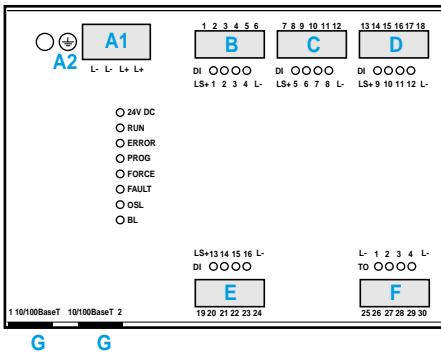 1 2 3 4 5 6
7 8 9 10 11 12
13 14 15 16 17 18
A1
B
C
D
A2
L- L- L+ L+
DI
DI
DI
LS+ 1 2 3 4 L-
LS+ 5 6 7 8 L-
LS+ 9 10 11 12 L-
24V DC
RUN
ERROR
PROG
FORCE
FAULT
OSL
BL
LS+ 13 14 15 16 L-
L- 1 2 3 4 L-
DI
TO
E
F
1 10/100BaseT
10/100BaseT 2
19 20 21 22 23 24
25 26 27 28 29 30
G
G